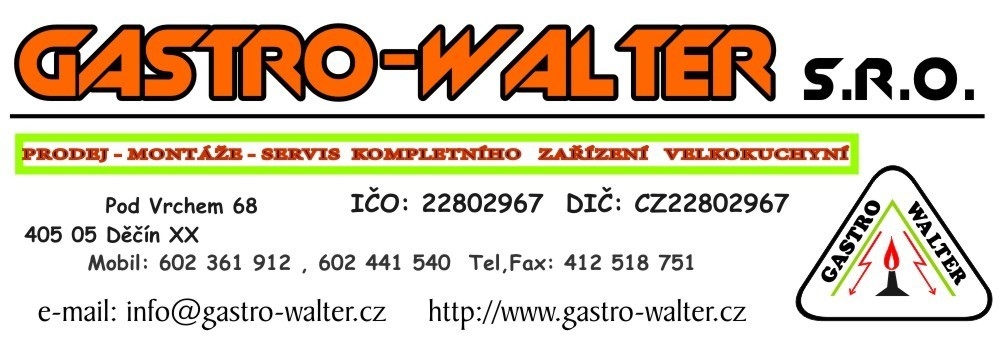 GASTRO-WALTER S.R.O.
PRODEJ - MONTÁŽE - SERVIS KOMPLETNÍHO ZAŘÍZENÍ VELKOKUCHYNÍ
Pod Vrchem 68 IČO: 22802967 DIČ: CZ22802967
405 05 Děčín XX
Mobil: 602 361 912 , 602 441 540 Tel,Fax: 412 518 751
e-mail: info@gastro-walter.cz http://www.gastro-walter.cz
GASTRO WALTER